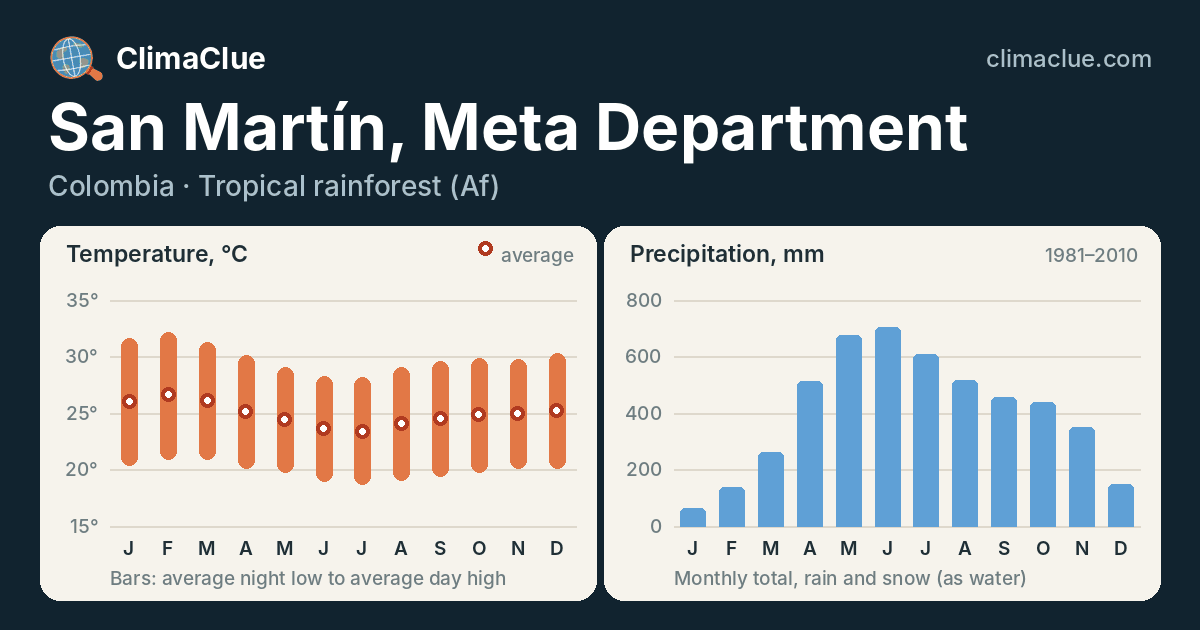 ClimaClue
climaclue.com
San Martín, Meta Department
Colombia · Tropical rainforest (Af)
Temperature, °C
average
35°
30°
25°
20°
15°
J F M A M J J A S O N D
Bars: average night low to average day high
Precipitation, mm
1981–2010
800
600
400
200
0
J F M A M J J A S O N D
Monthly total, rain and snow (as water)